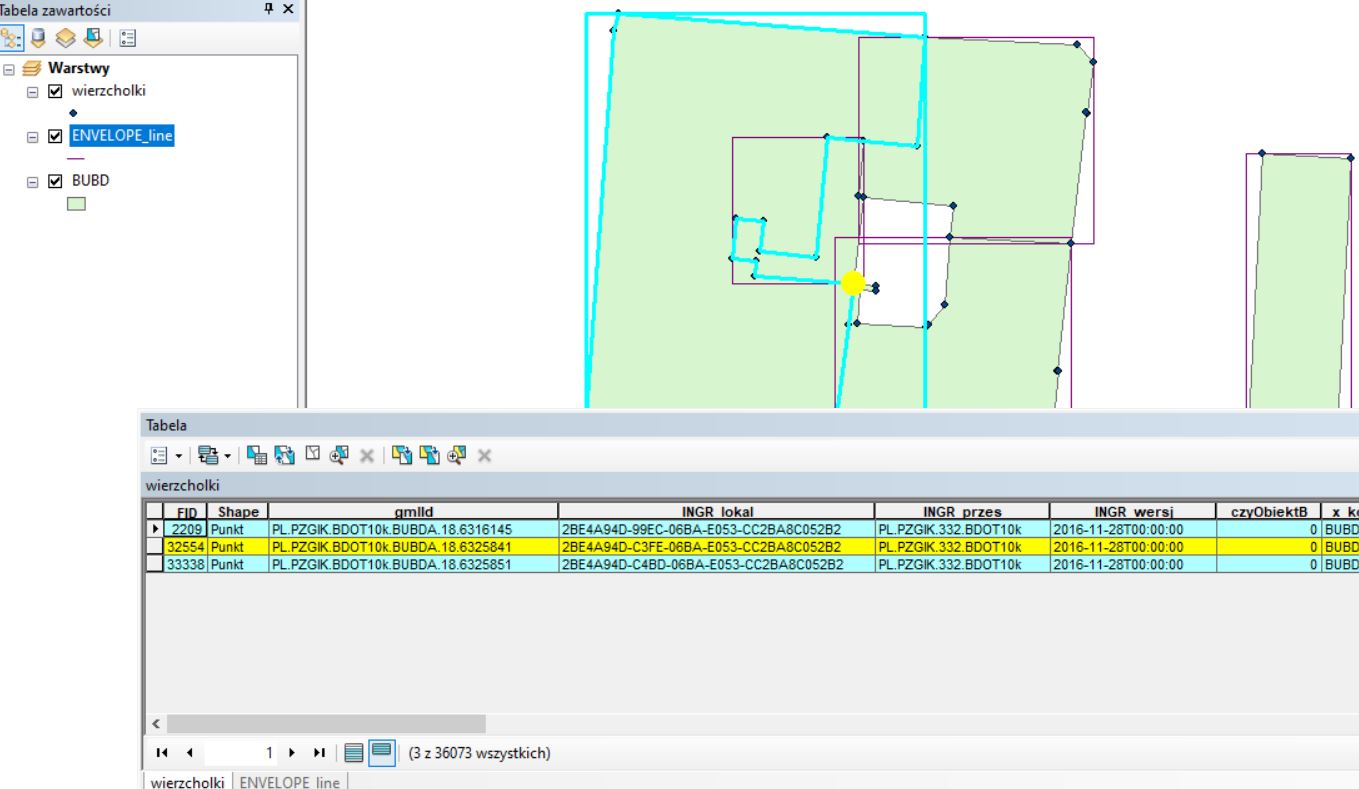 Tabela zawartości
Warstwy
wierzcholki
ENVELOPE_line
BUBD
Tabela
wierzcholki
FID Shape gmlId INGR_lokal INGR_przes INGR_wersj czyObiektB x_k
2209 Punkt PL.PZGIK.BDOT10k.BUBDA.18.6316145 2BE4A94D-99EC-06BA-E053-CC2BA8C052B2 PL.PZGIK.332.BDOT10k 2016-11-28T00:00:00 0 BUBD
32554 Punkt PL.PZGIK.BDOT10k.BUBDA.18.6325841 2BE4A94D-C3FE-06BA-E053-CC2BA8C052B2 PL.PZGIK.332.BDOT10k 2016-11-28T00:00:00 0 BUBD
33338 Punkt PL.PZGIK.BDOT10k.BUBDA.18.6325851 2BE4A94D-C4BD-06BA-E053-CC2BA8C052B2 PL.PZGIK.332.BDOT10k 2016-11-28T00:00:00 0 BUBD
1 (3 z 36073 wszystkich)
wierzcholki ENVELOPE_line